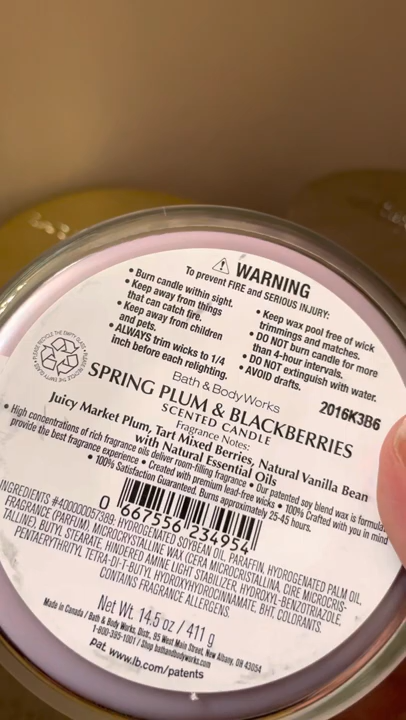 ⚠ WARNING
To prevent FIRE and SERIOUS INJURY:
• Burn candle within sight.
• Keep away from things
that can catch fire.
• Keep away from children
and pets.
• ALWAYS trim wicks to 1/4
inch before each relighting.
• Keep wax pool free of wick
trimmings and matches.
• DO NOT burn candle for more
than 4-hour intervals.
• DO NOT extinguish with water.
• AVOID drafts.
2016K3B6
Bath & Body Works
SPRING PLUM & BLACKBERRIES
SCENTED CANDLE
Fragrance Notes:
Juicy Market Plum, Tart Mixed Berries, Natural Vanilla Bean
with Natural Essential Oils
• High concentrations of rich fragrance oils deliver room-filling fragrance • Our patented soy blend wax is formulated
provide the best fragrance experience • Created with premium lead-free wicks • 100% Crafted with you in mind
• 100% Satisfaction Guaranteed. Burns approximately 25-45 hours.
0 667556 234954
INGREDIENTS #40000057389: HYDROGENATED SOYBEAN OIL, PARAFFIN, HYDROGENATED PALM OIL,
FRAGRANCE (PARFUM), MICROCRYSTALLINE WAX (CERA MICROCRISTALLINA, CIRE MICROCRIS-
TALLINE), BUTYL STEARATE, HINDERED AMINE LIGHT STABILIZER, HYDROXYL-BENZOTRIAZOLE,
PENTAERYTHRITYL TETRA-DI-T-BUTYL HYDROXYHYDROCINNAMATE, BHT, COLORANTS.
CONTAINS FRAGRANCE ALLERGENS.
Net Wt. 14.5 oz / 411 g
Made in Canada / Bath & Body Works, Distr., 95 West Main Street, New Albany, OH 43054
1-800-395-1001 / Shop bathandbodyworks.com
pat. www.lb.com/patents